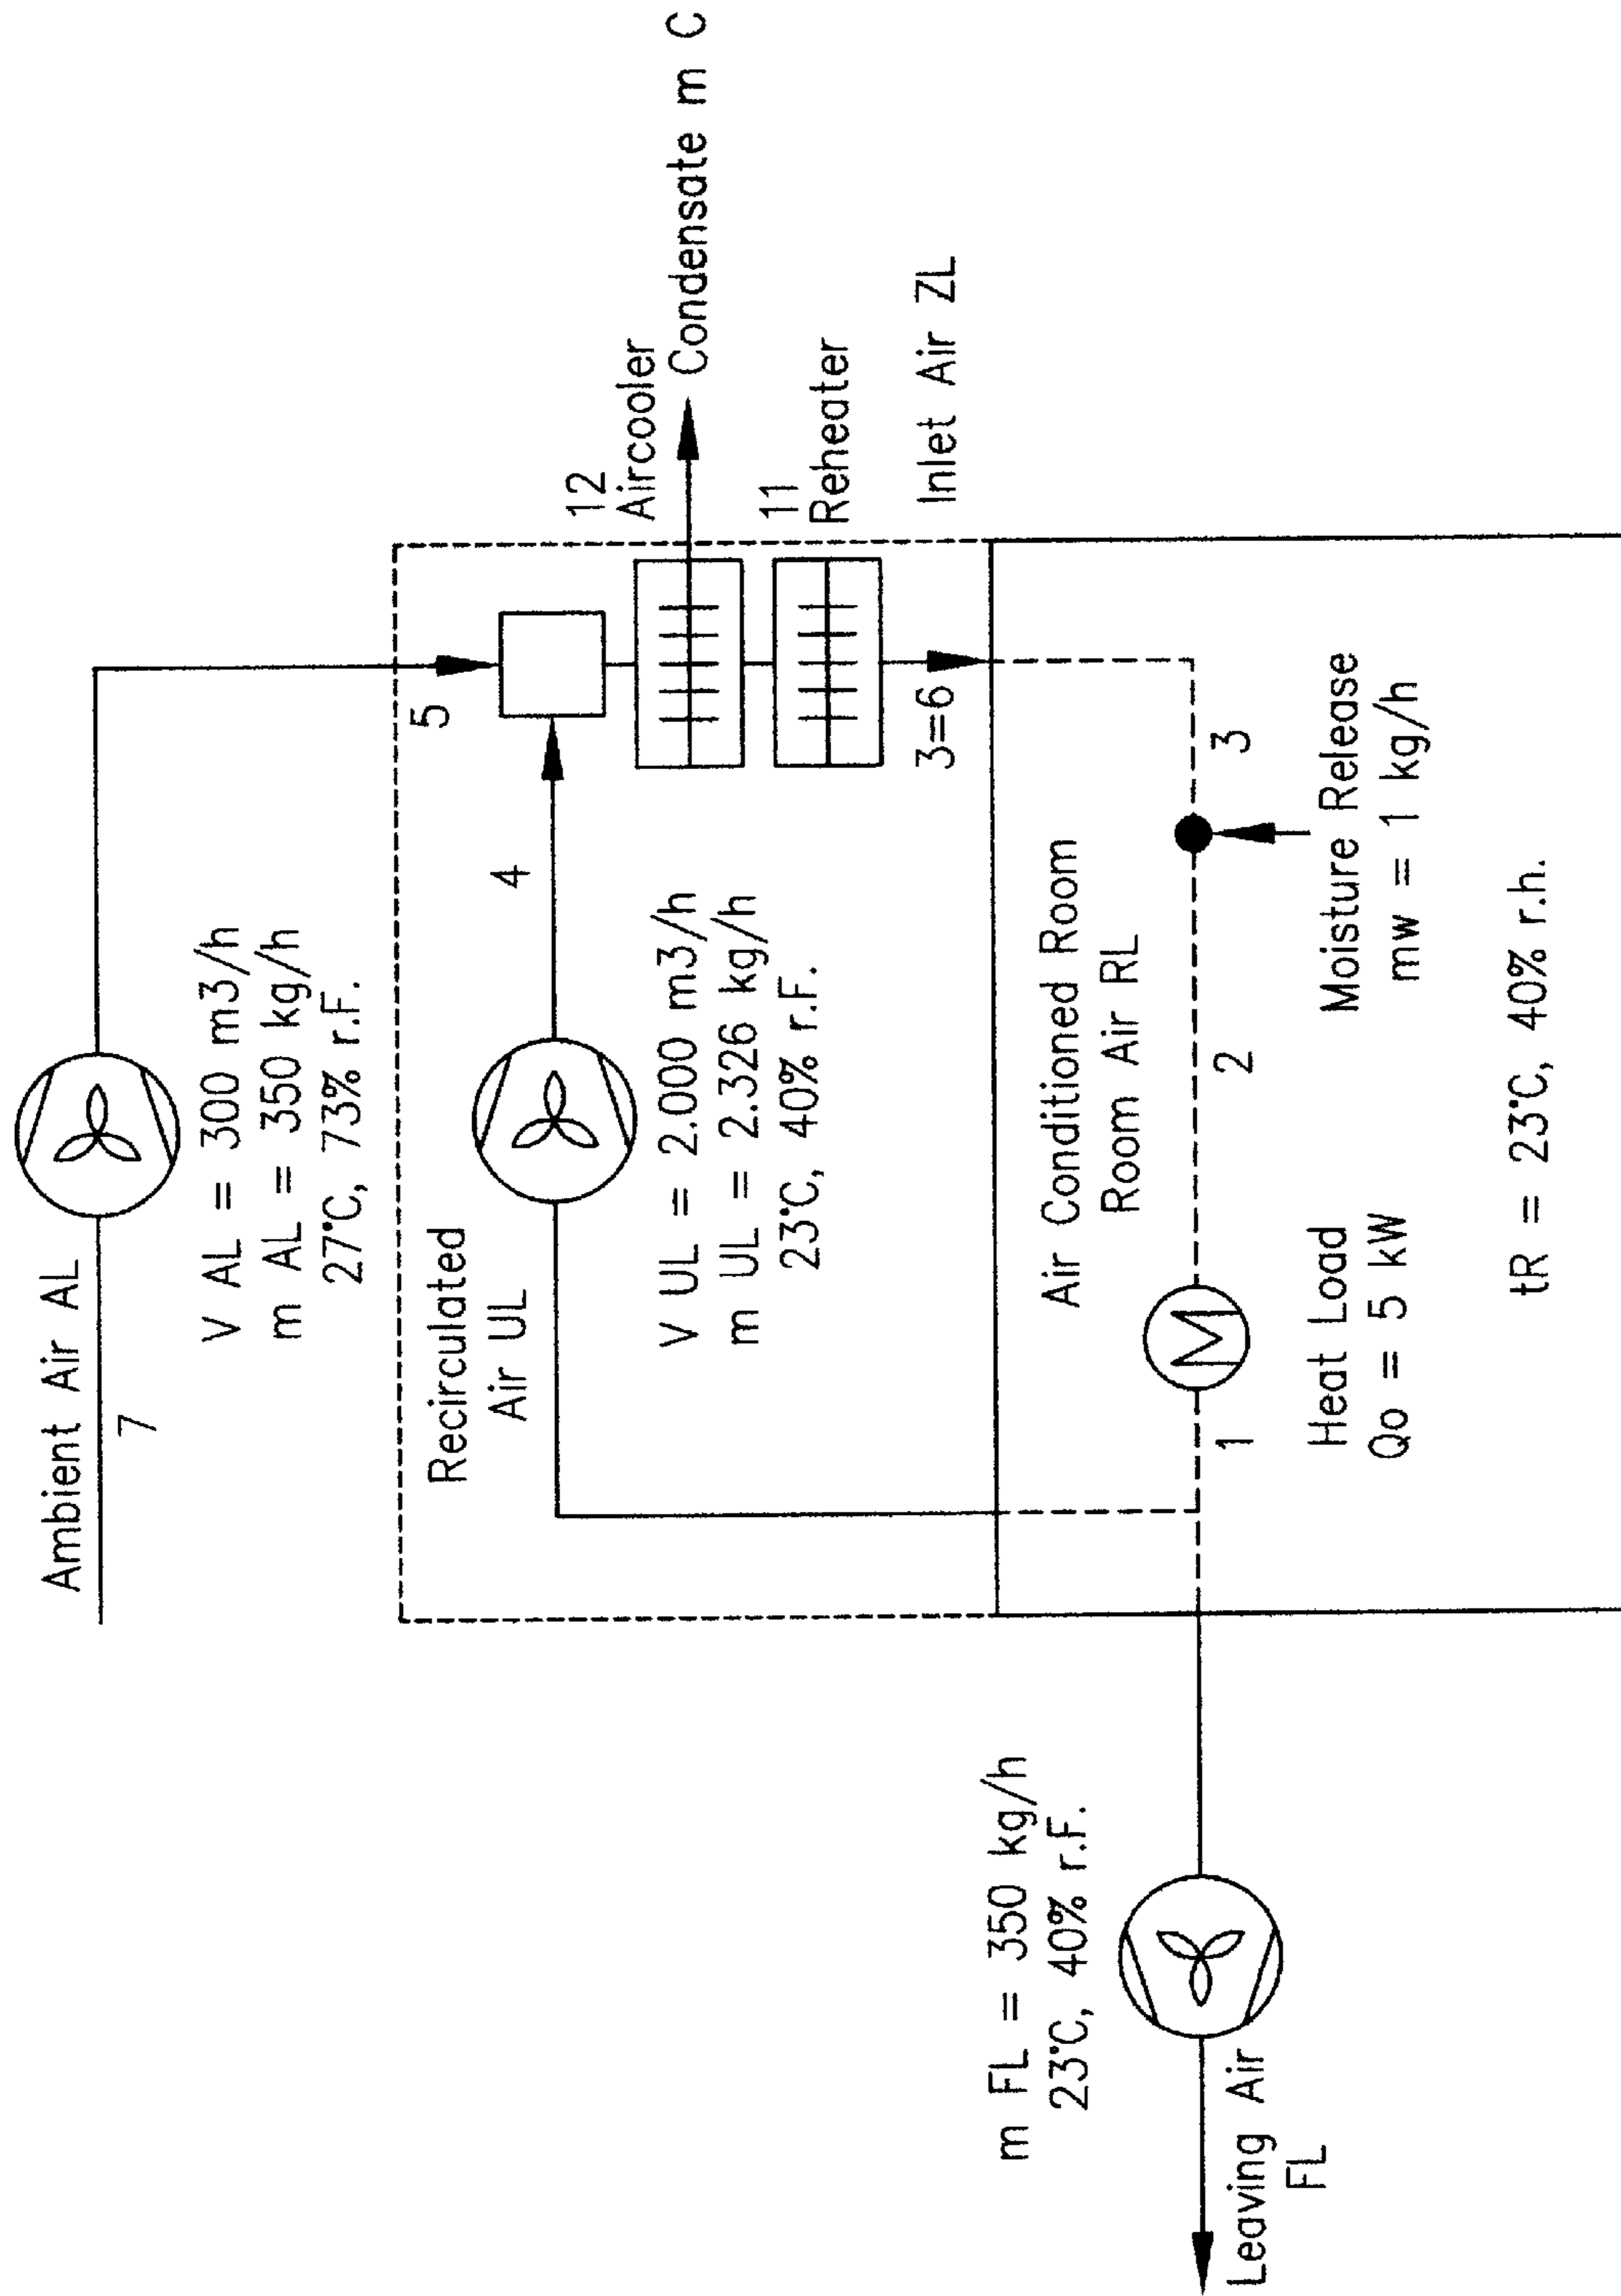 Ambient Air AL
7
V AL = 300 m3/h
m AL = 350 kg/h
27°C, 73% r.F.
5
Recirculated
Air UL
4
V UL = 2.000 m3/h
m UL = 2.326 kg/h
23°C, 40% r.F.
12
Aircooler
Condensate m C
11
Reheater
3=6
Inlet Air ZL
m FL = 350 kg/h
23°C, 40% r.F.
Leaving Air
FL
Air Conditioned Room
Room Air RL
1
M
2
3
Heat Load
Qo = 5 kW
Moisture Release
mw = 1 kg/h
tR = 23°C, 40% r.h.